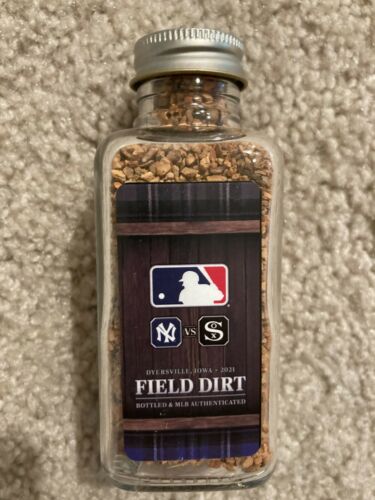 NY VS Sox
DYERSVILLE, IOWA • 2021
FIELD DIRT
BOTTLED & MLB AUTHENTICATED